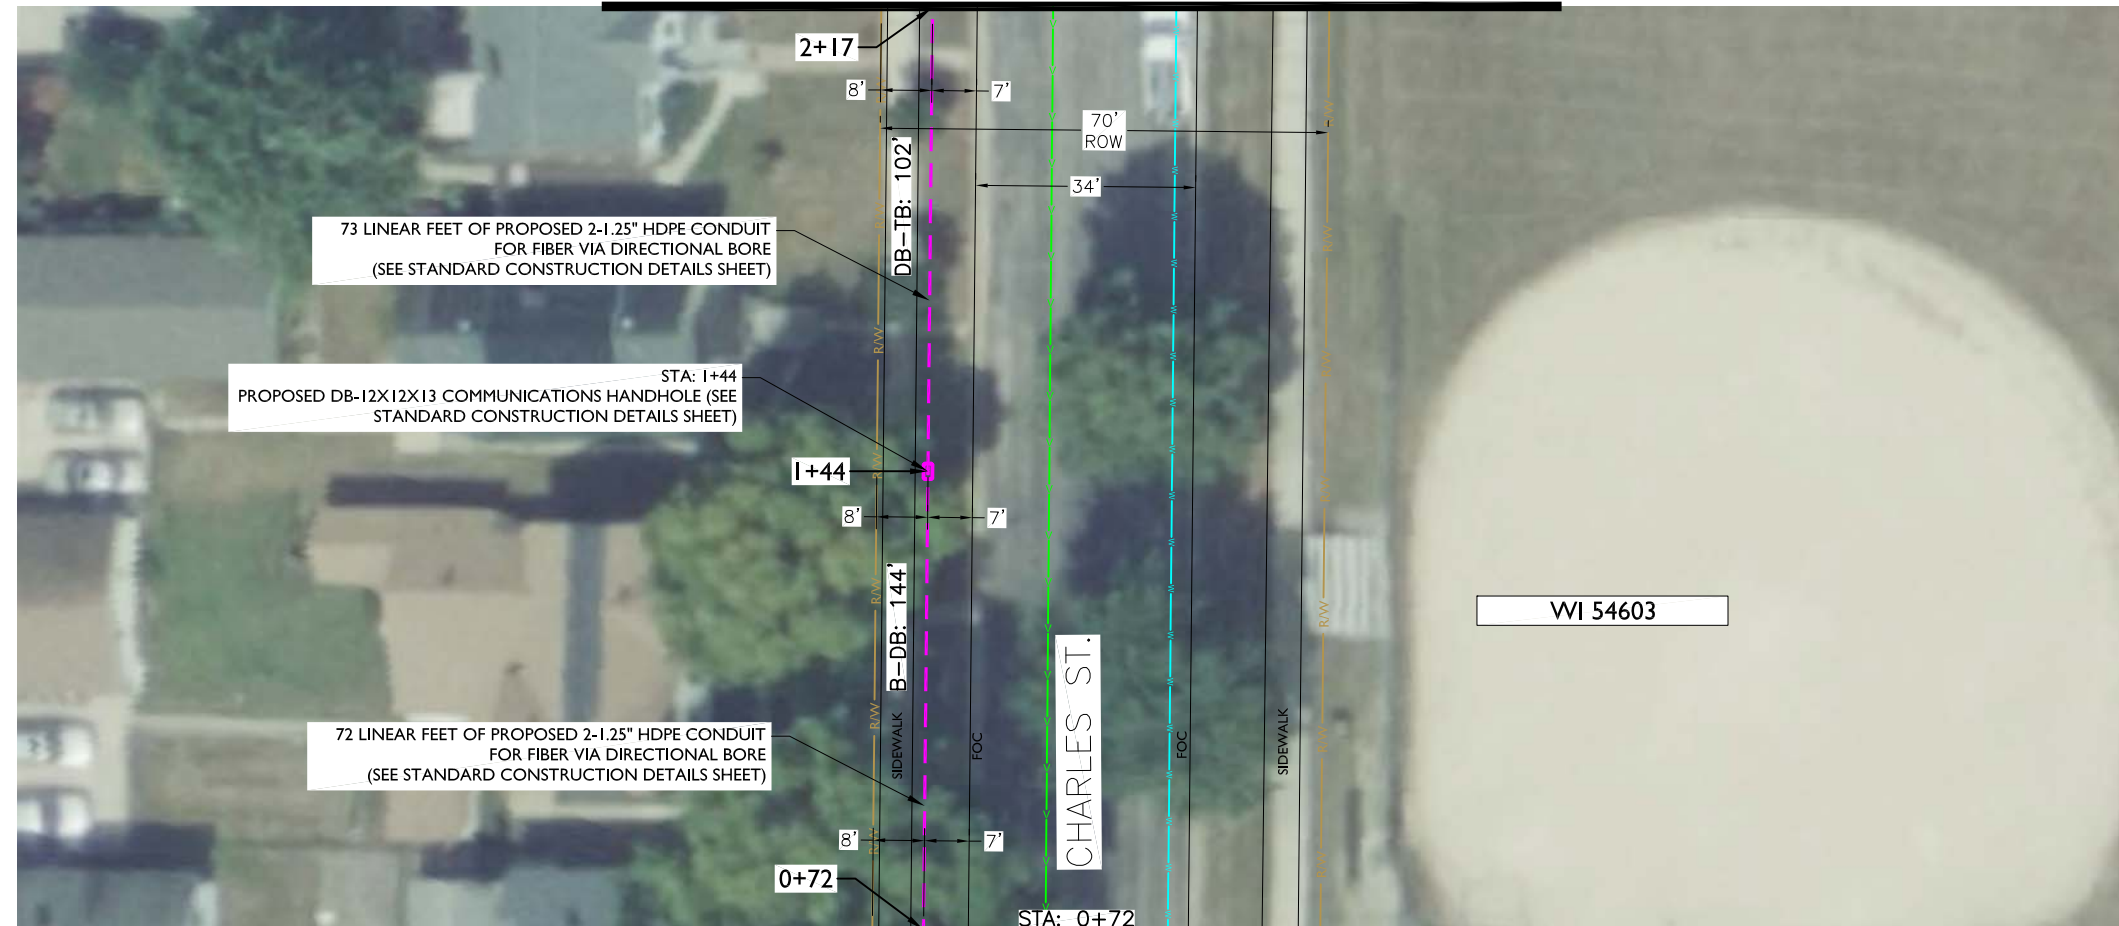 2+17
8'
7'
70'
ROW
DB-TB: 102'
34'
73 LINEAR FEET OF PROPOSED 2-1.25" HDPE CONDUIT
FOR FIBER VIA DIRECTIONAL BORE
(SEE STANDARD CONSTRUCTION DETAILS SHEET)
R/W
R/W
R/W
R/W
R/W
STA: 1+44
PROPOSED DB-12X12X13 COMMUNICATIONS HANDHOLE (SEE
STANDARD CONSTRUCTION DETAILS SHEET)
1+44
R/W
R/W
8'
7'
B-DB: 144'
R/W
R/W
WI 54603
CHARLES ST.
72 LINEAR FEET OF PROPOSED 2-1.25" HDPE CONDUIT
FOR FIBER VIA DIRECTIONAL BORE
(SEE STANDARD CONSTRUCTION DETAILS SHEET)
R/W
SIDEWALK
FOC
FOC
SIDEWALK
R/W
8'
7'
R/W
R/W
0+72
STA: 0+72